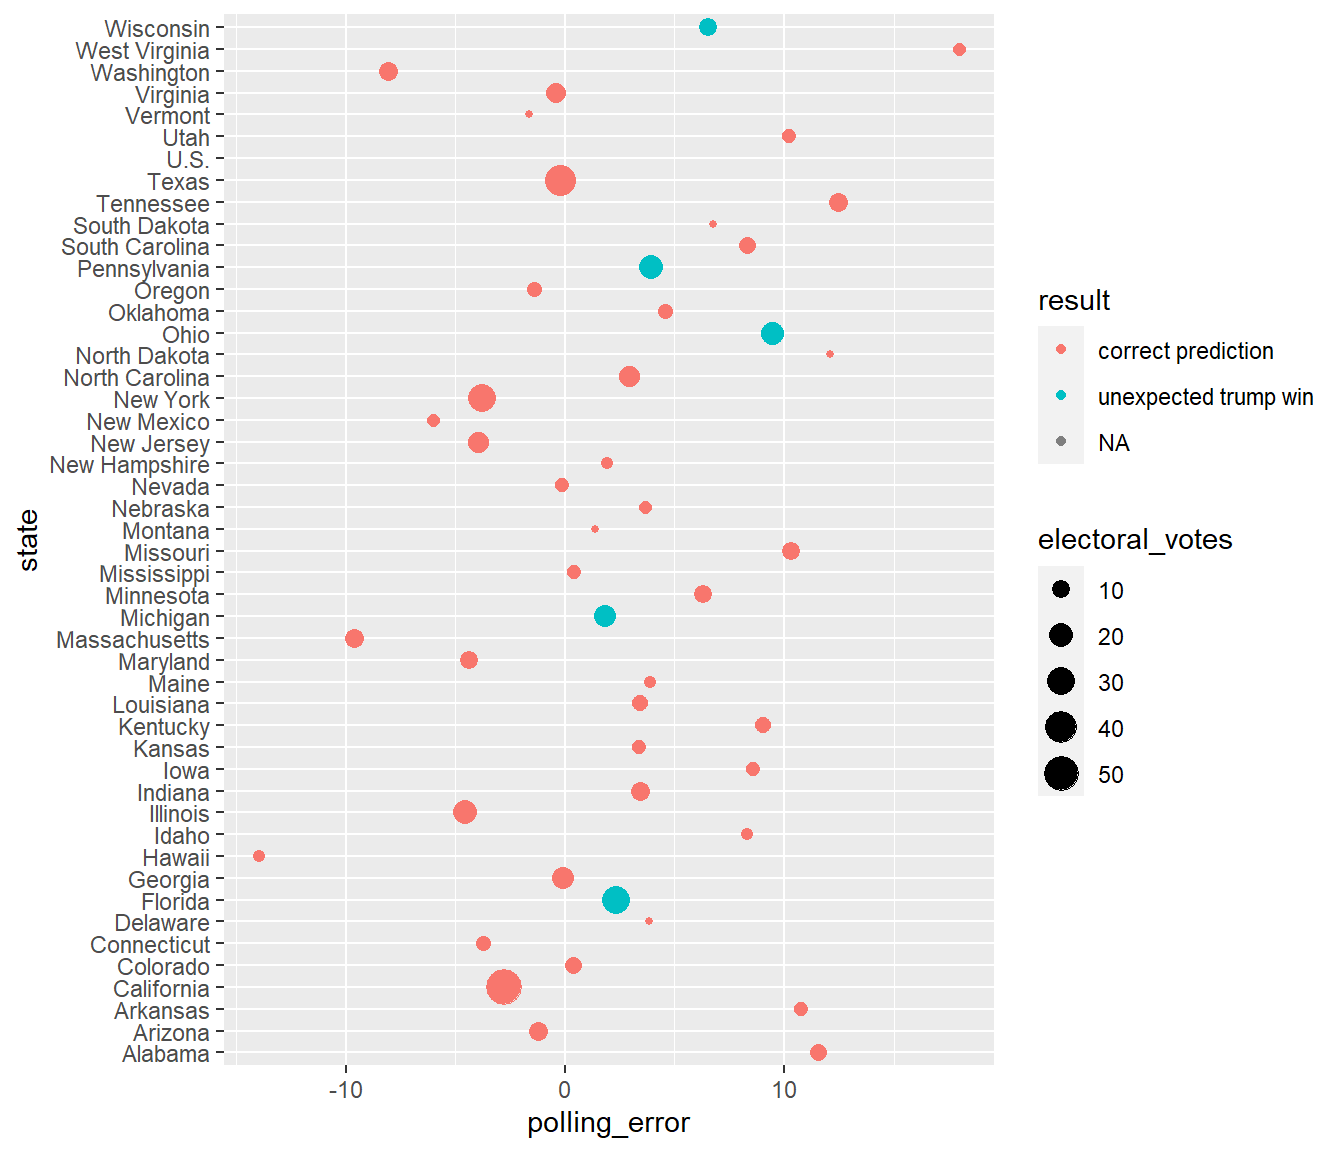 Wisconsin
West Virginia
Washington
Virginia
Vermont
Utah
U.S.
Texas
Tennessee
South Dakota
South Carolina
Pennsylvania
Oregon
Oklahoma
Ohio
North Dakota
North Carolina
New York
New Mexico
New Jersey
New Hampshire
Nevada
Nebraska
Montana
Missouri
Mississippi
Minnesota
Michigan
Massachusetts
Maryland
Maine
Louisiana
Kentucky
Kansas
Iowa
Indiana
Illinois
Idaho
Hawaii
Georgia
Florida
Delaware
Connecticut
Colorado
California
Arkansas
Arizona
Alabama
state
-10 0 10
polling_error
result
correct prediction
unexpected trump win
NA
electoral_votes
10
20
30
40
50